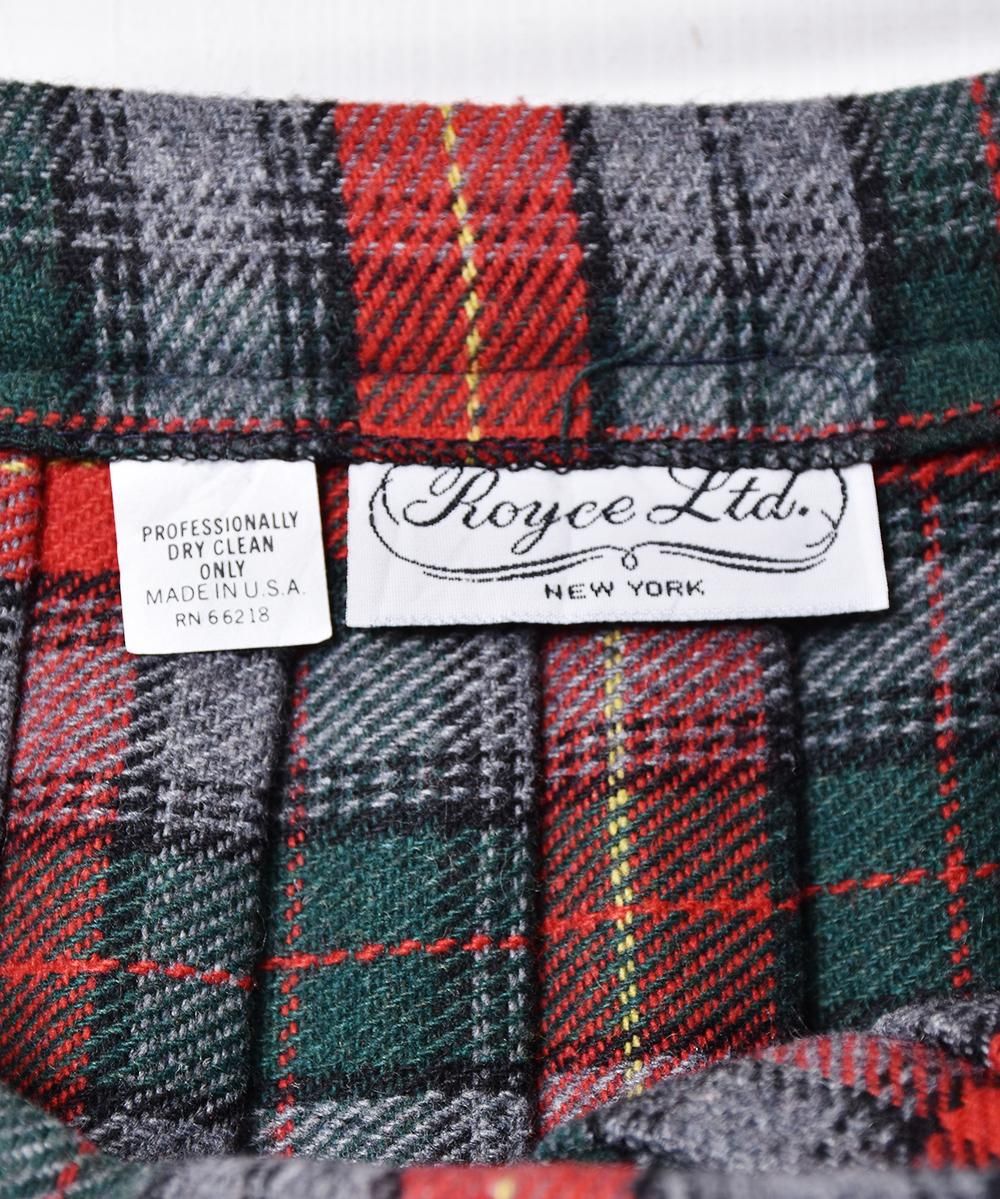 PROFESSIONALLY
DRY CLEAN
ONLY
MADE IN U.S.A.
RN 66218
Royce Ltd.
NEW YORK